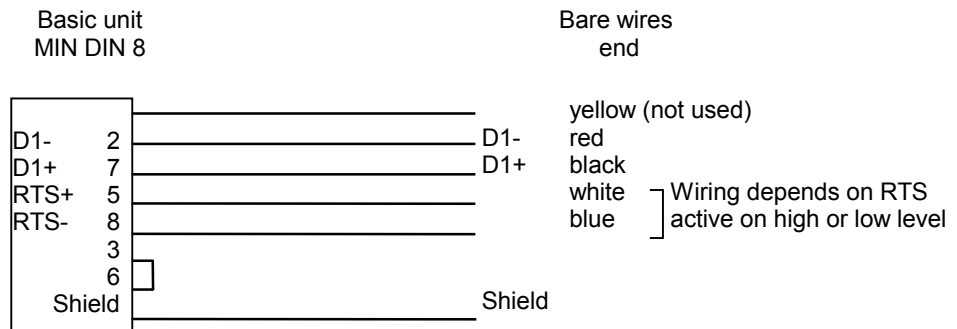 Basic unit
MIN DIN 8
Bare wires
end
yellow (not used)
D1- 2 D1- red
D1+ 7 D1+ black
RTS+ 5 white Wiring depends on RTS
RTS- 8 blue active on high or low level
3
6
Shield Shield